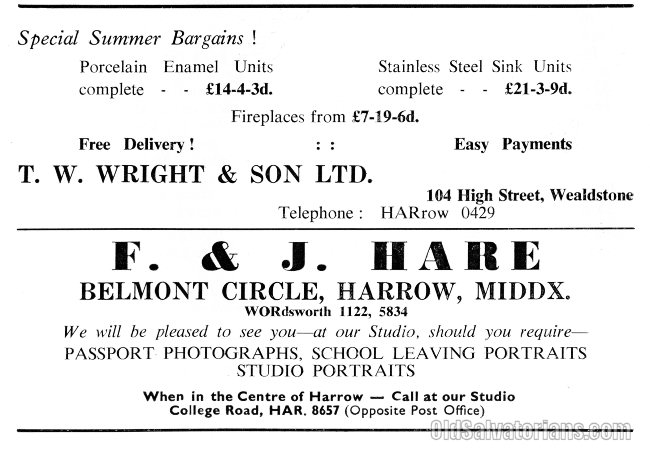 Special Summer Bargains !
Porcelain Enamel Units
complete - - £14-4-3d.
Stainless Steel Sink Units
complete - - £21-3-9d.
Fireplaces from £7-19-6d.
Free Delivery ! : : Easy Payments
T. W. WRIGHT & SON LTD.
104 High Street, Wealdstone
Telephone : HARrow 0429
F. & J. HARE
BELMONT CIRCLE, HARROW, MIDDX.
WORdsworth 1122, 5834
We will be pleased to see you—at our Studio, should you require—
PASSPORT PHOTOGRAPHS, SCHOOL LEAVING PORTRAITS
STUDIO PORTRAITS
When in the Centre of Harrow — Call at our Studio
College Road, HAR. 8657 (Opposite Post Office)
OldSalvatorians.com